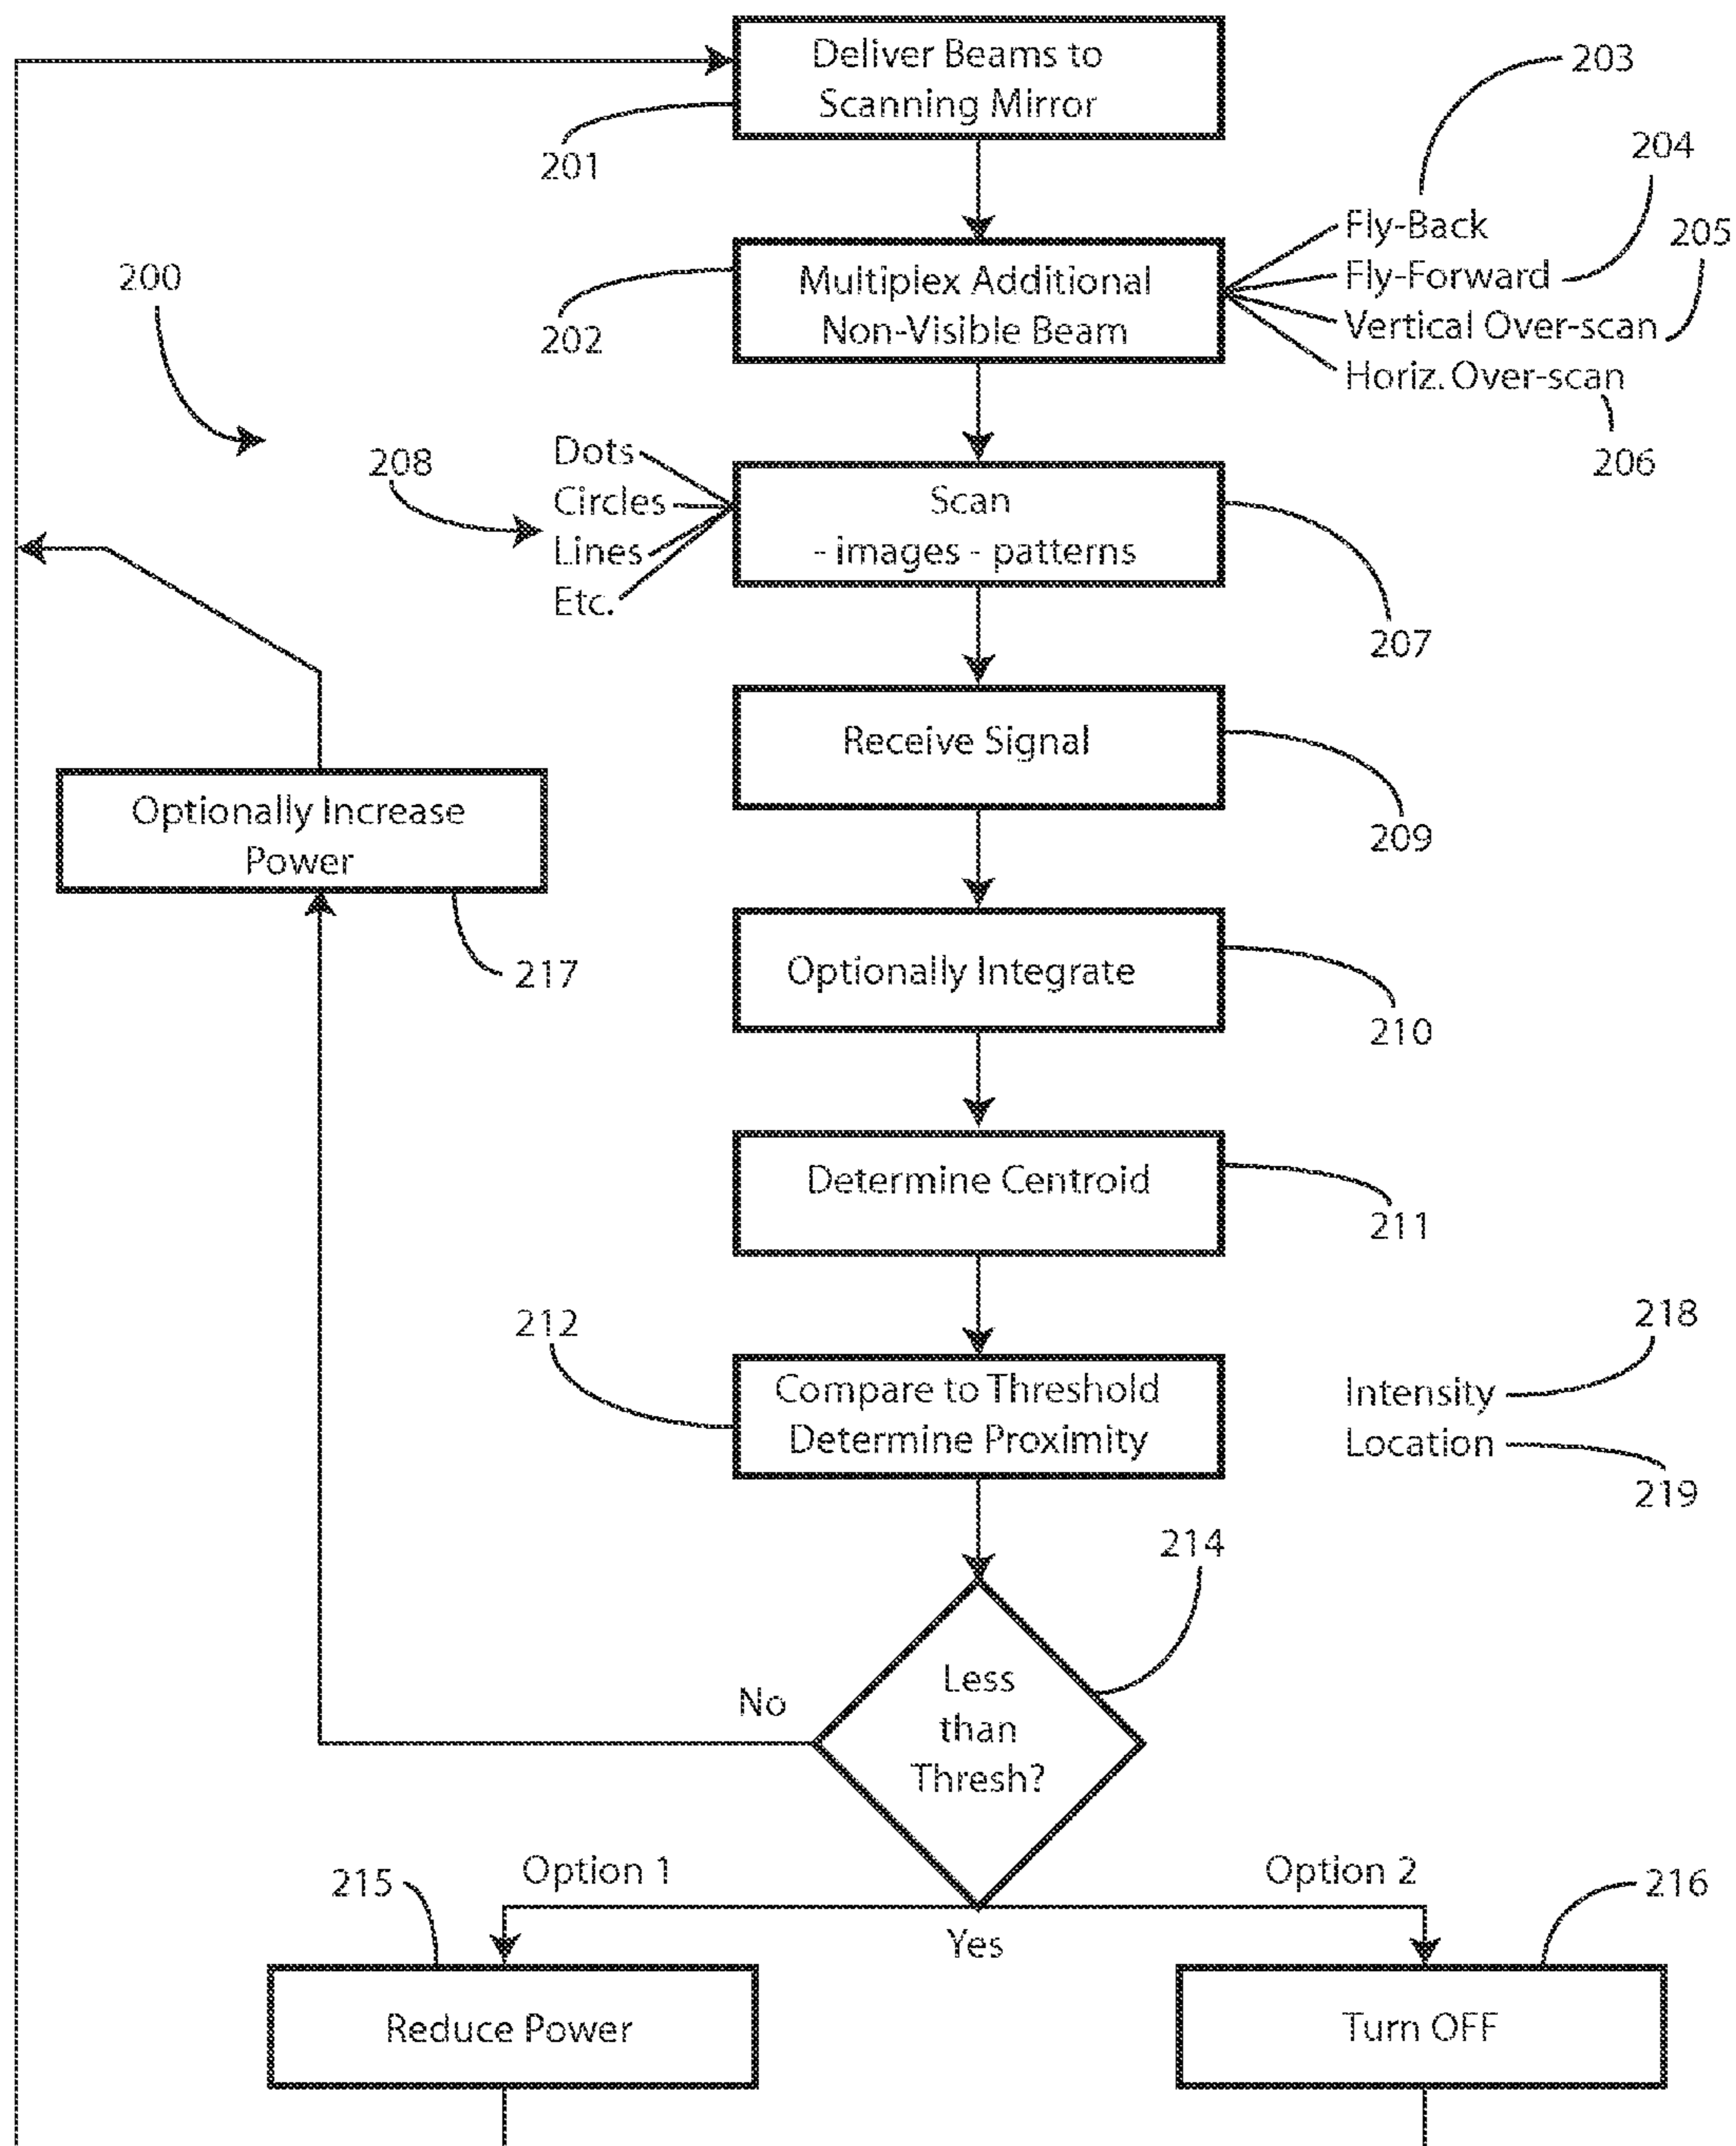 Deliver Beams to
Scanning Mirror
201
203
204
Multiplex Additional
Non-Visible Beam
202
Fly-Back
Fly-Forward
Vertical Over-scan
Horiz. Over-scan
205
206
200
208
Dots
Circles
Lines
Etc.
Scan
- images - patterns
207
Receive Signal
209
Optionally Increase
Power
217
Optionally Integrate
210
Determine Centroid
211
212
Compare to Threshold
Determine Proximity
218
Intensity
Location
219
214
Less
than
Thresh?
No
Yes
Option 1
Option 2
215
216
Reduce Power
Turn OFF